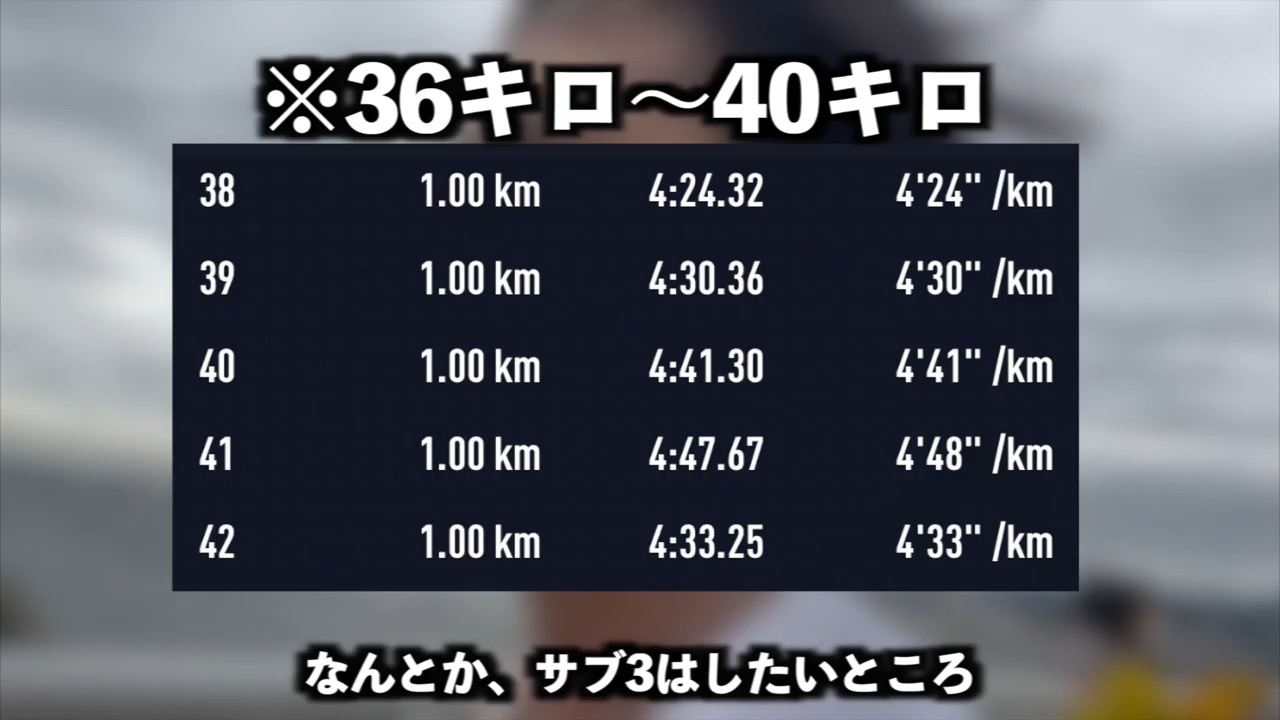 ※36キロ〜40キロ
38 1.00 km 4:24.32 4'24" /km
39 1.00 km 4:30.36 4'30" /km
40 1.00 km 4:41.30 4'41" /km
41 1.00 km 4:47.67 4'48" /km
42 1.00 km 4:33.25 4'33" /km
なんとか、サブ3はしたいところ